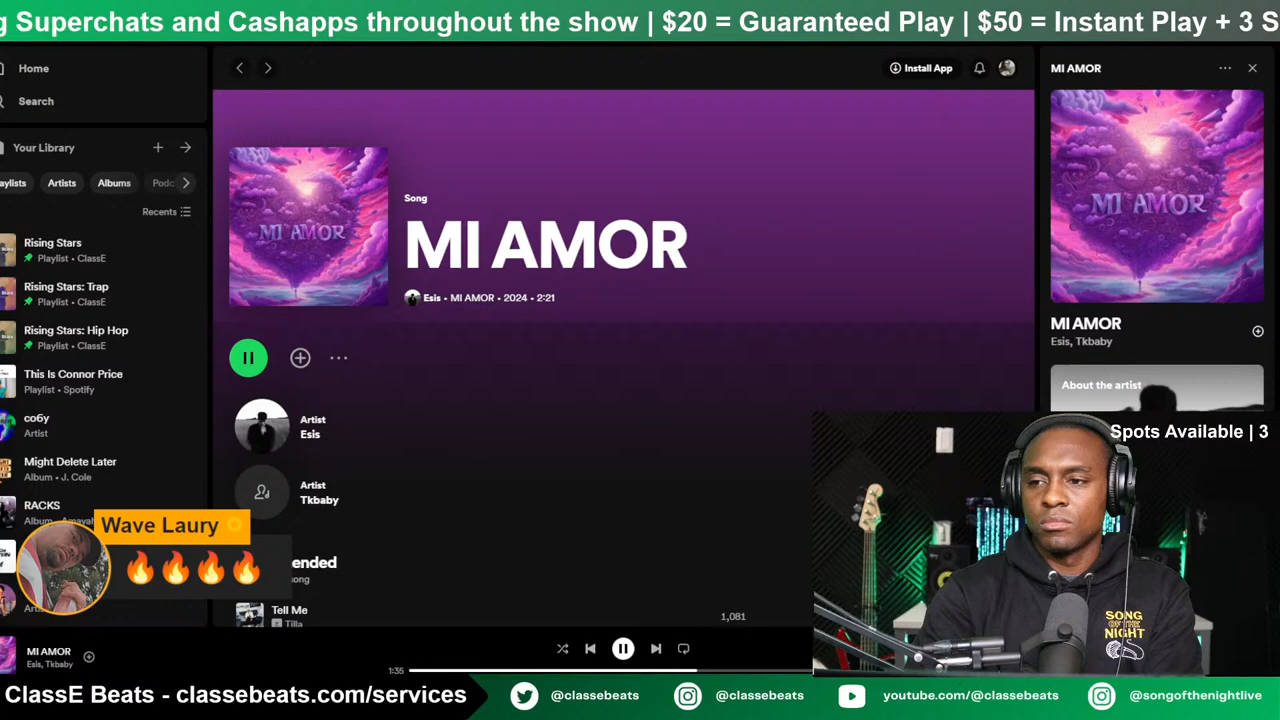 g Superchats and Cashapps throughout the show | $20 = Guaranteed Play | $50 = Instant Play + 3 S
Home
Search
Your Library
aylists
Artists
Albums
Podc
Recents
Rising Stars
Playlist • ClassE
Rising Stars: Trap
Playlist • ClassE
Rising Stars: Hip Hop
Playlist • ClassE
This Is Connor Price
Playlist • Spotify
собу
Artist
Might Delete Later
Album • J. Cole
RACKS
Wave Laury
🔥🔥🔥🔥
MI AMOR
Esis, Tkbaby
Install App
MI AMOR
Song
MI AMOR
Esis • MI AMOR • 2024 • 2:21
Artist
Esis
Artist
Tkbaby
ended
ong
Tell Me
E Tilla
1,081
1:35
MI AMOR
MI AMOR
MI AMOR
Esis, Tkbaby
About the artist
Spots Available | 3
SONG
OF THE
NIGHT
ClassE Beats - classebeats.com/services
@classebeats
@classebeats
youtube.com/@classebeats
@songofthenightlive